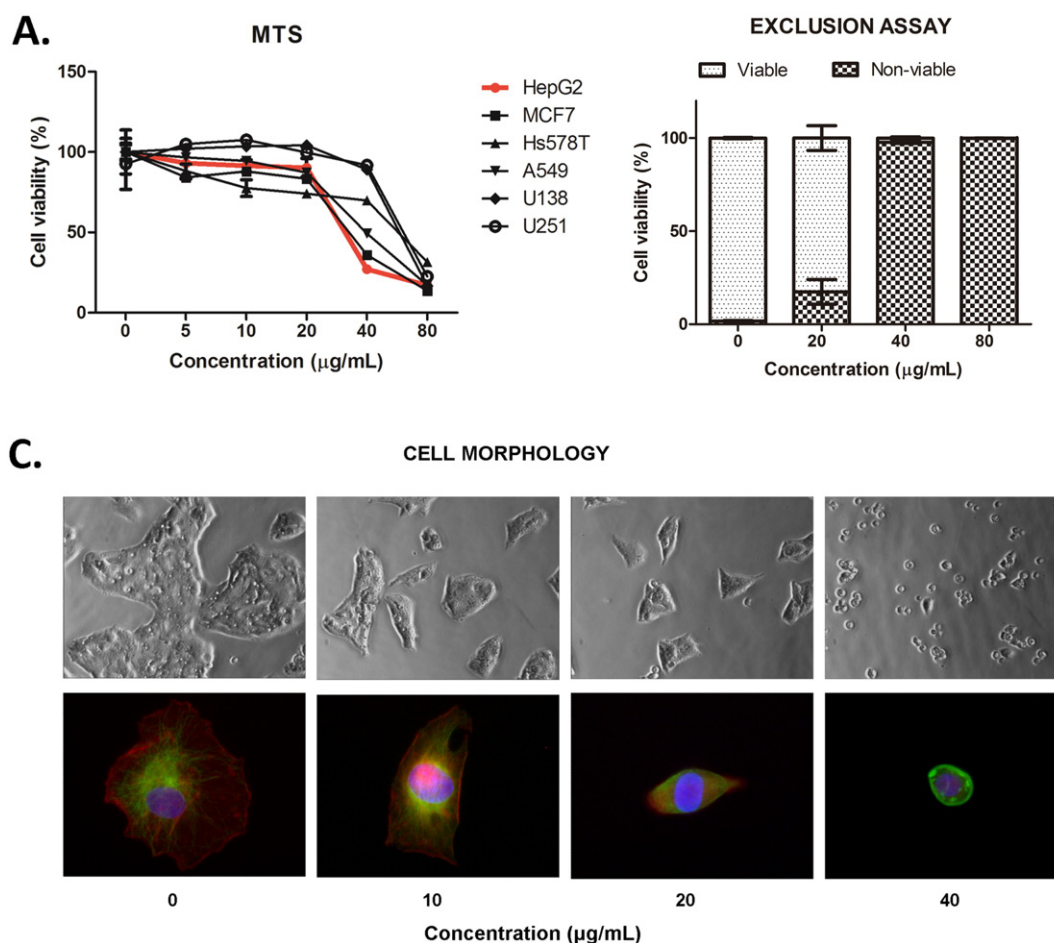 A.
MTS
Cell viability (%)
150
100
50
0
0 5 10 20 40 80
Concentration (μg/mL)
HepG2
MCF7
Hs578T
A549
U138
U251
EXCLUSION ASSAY
Viable Non-viable
Cell viability (%)
100
50
0
0 20 40 80
Concentration (μg/mL)
C.
CELL MORPHOLOGY
0 10 20 40
Concentration (μg/mL)